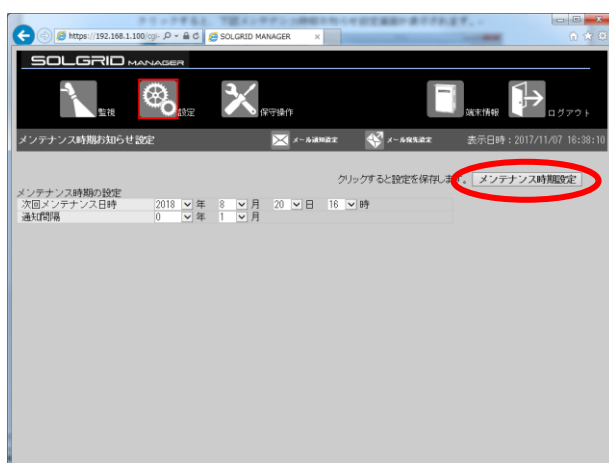 https://192.168.1.100/cgi-
SOLGRID MANAGER
SOLGRID MANAGER
監視
設定
保守操作
端末情報
ログアウト
メンテナンス時期お知らせ設定
メール通知設定
メール宛先設定
表示日時：2017/11/07 16:38:10
クリックすると設定を保存します。
メンテナンス時期設定
メンテナンス時期の設定
次回メンテナンス日時 2018 年 8 月 20 日 16 時
通知間隔 0 年 1 月